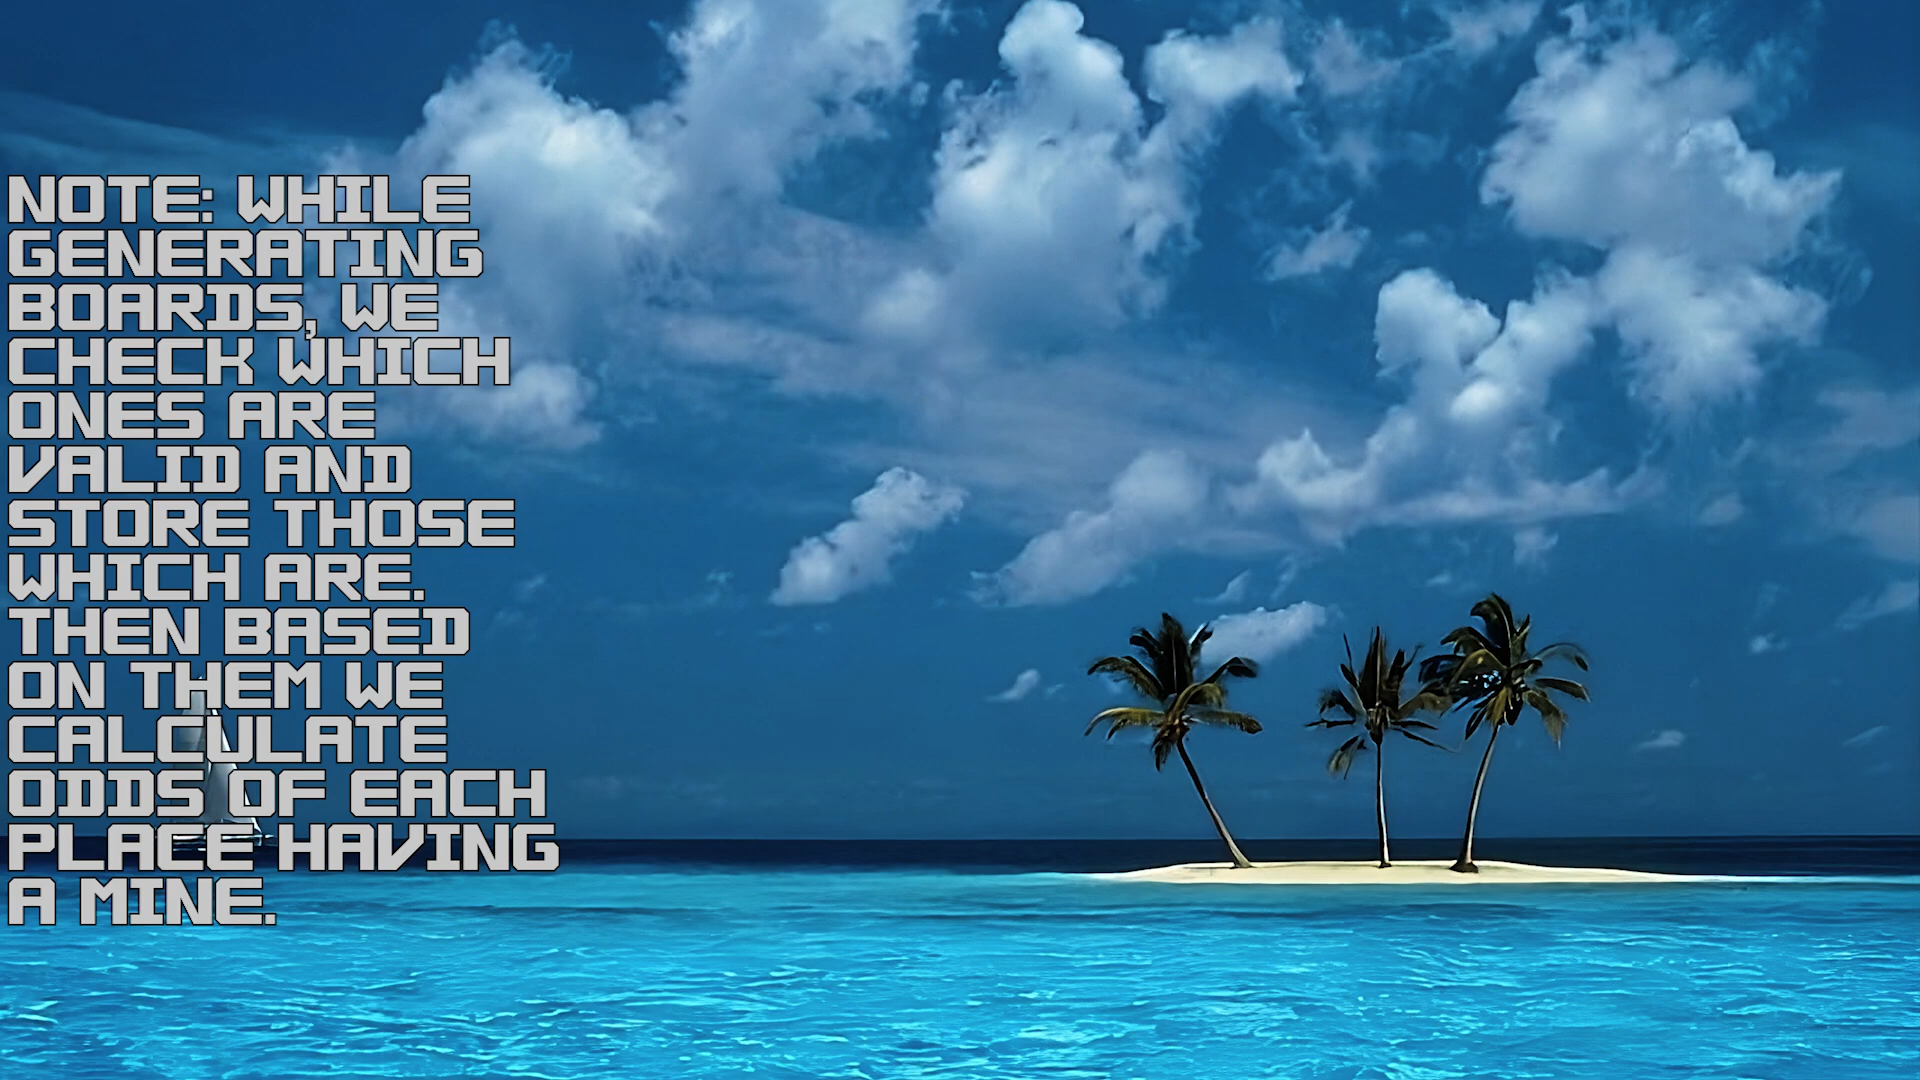 NOTE: WHILE
GENERATING
BOARDS, WE
CHECK WHICH
ONES ARE
VALID AND
STORE THOSE
WHICH ARE.
THEN BASED
ON THEM WE
CALCULATE
ODDS OF EACH
PLACE HAVING
A MINE.